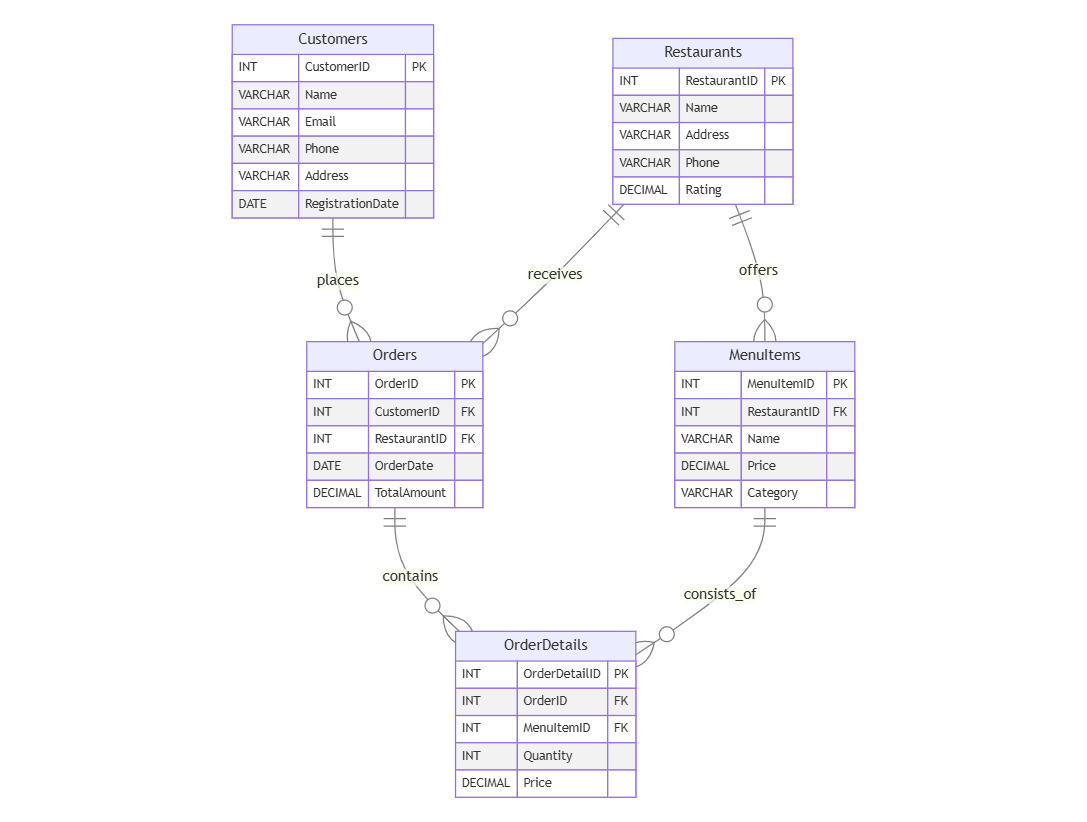 Customers
INT CustomerID PK
VARCHAR Name
VARCHAR Email
VARCHAR Phone
VARCHAR Address
DATE RegistrationDate
Restaurants
INT RestaurantID PK
VARCHAR Name
VARCHAR Address
VARCHAR Phone
DECIMAL Rating
places
receives
offers
Orders
INT OrderID PK
INT CustomerID FK
INT RestaurantID FK
DATE OrderDate
DECIMAL TotalAmount
MenuItems
INT MenuItemID PK
INT RestaurantID FK
VARCHAR Name
DECIMAL Price
VARCHAR Category
contains
consists_of
OrderDetails
INT OrderDetailID PK
INT OrderID FK
INT MenuItemID FK
INT Quantity
DECIMAL Price